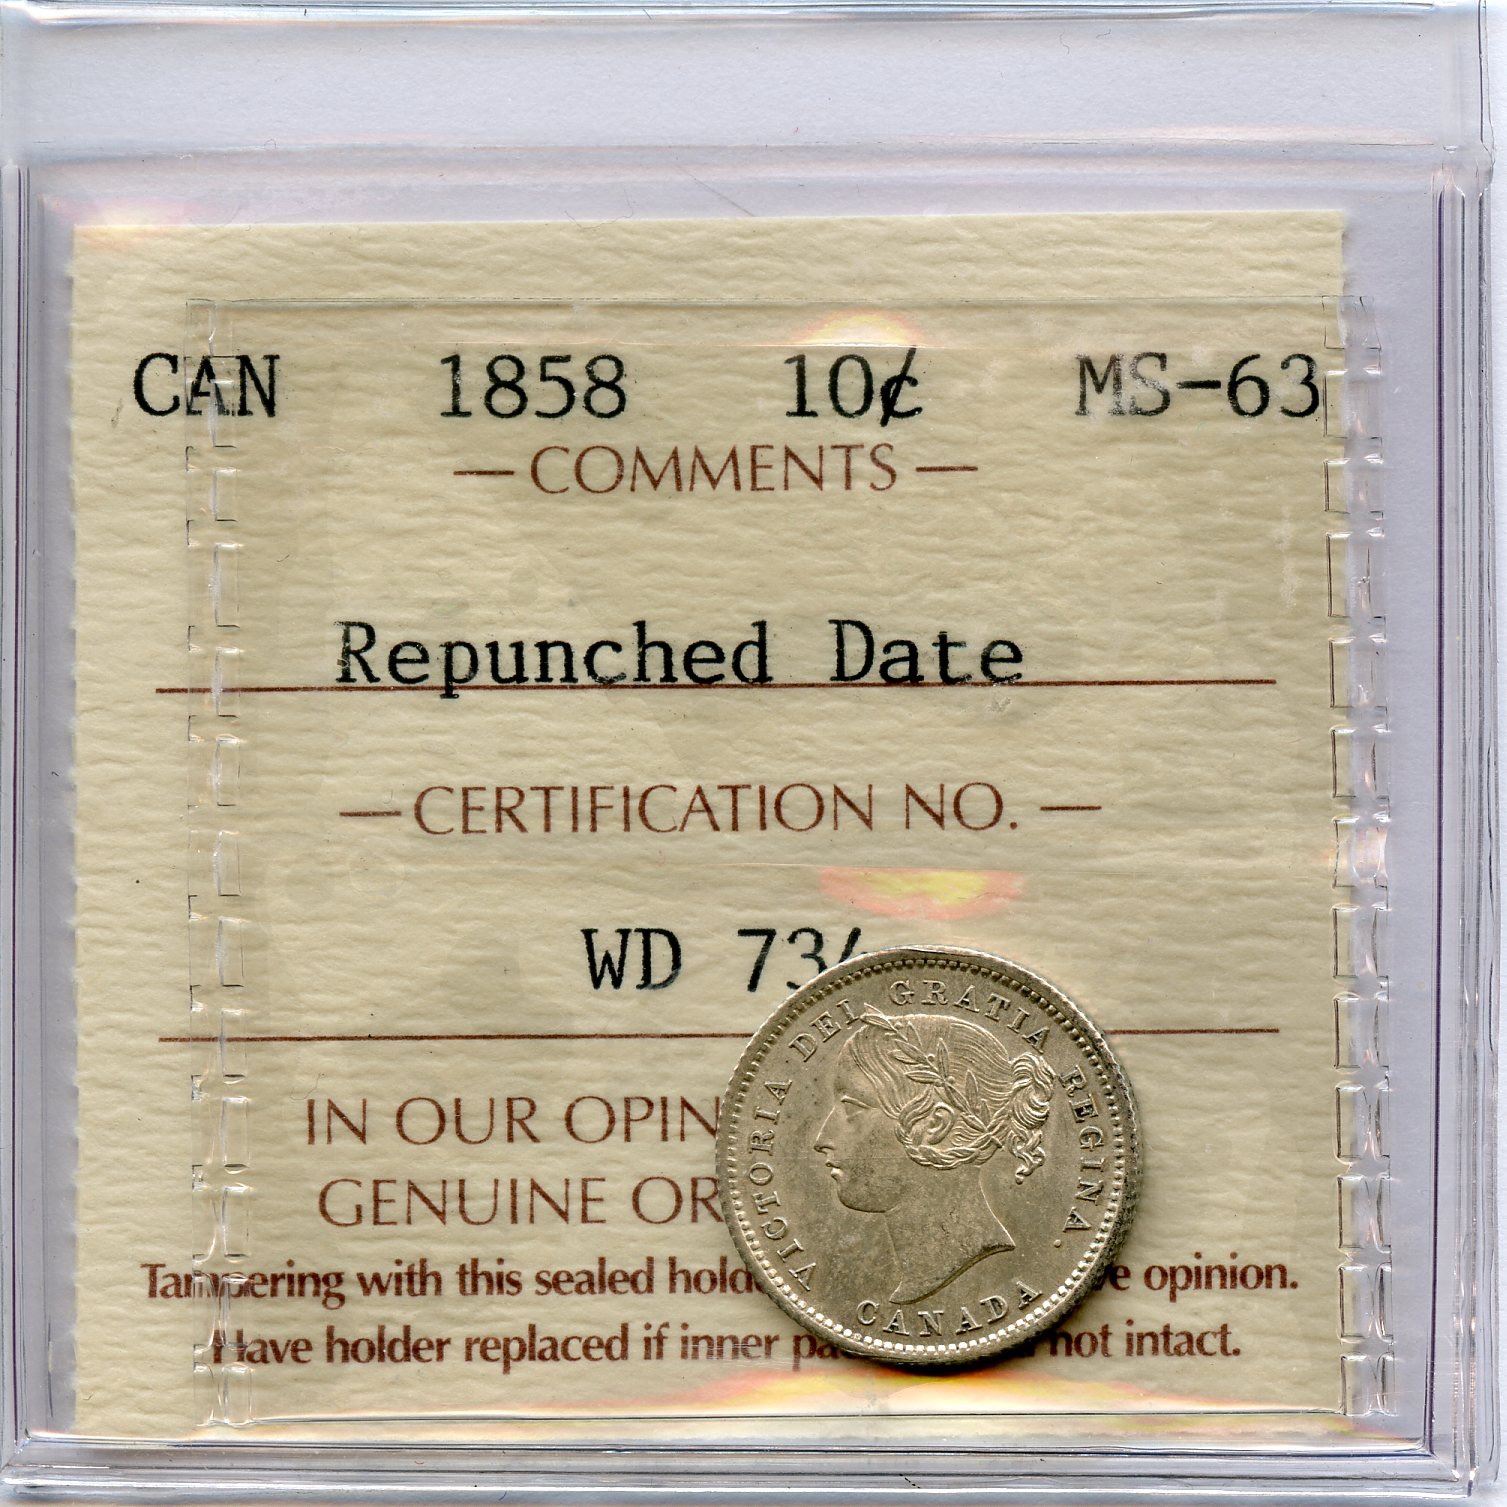 CAN 1858 10¢ MS-63
— COMMENTS —
Repunched Date
— CERTIFICATION NO. —
WD 73
IN OUR OPIN
GENUINE OR
Tampering with this sealed hold e opinion.
Have holder replaced if inner pa not intact.
VICTORIA DEI GRATIA REGINA.
CANADA